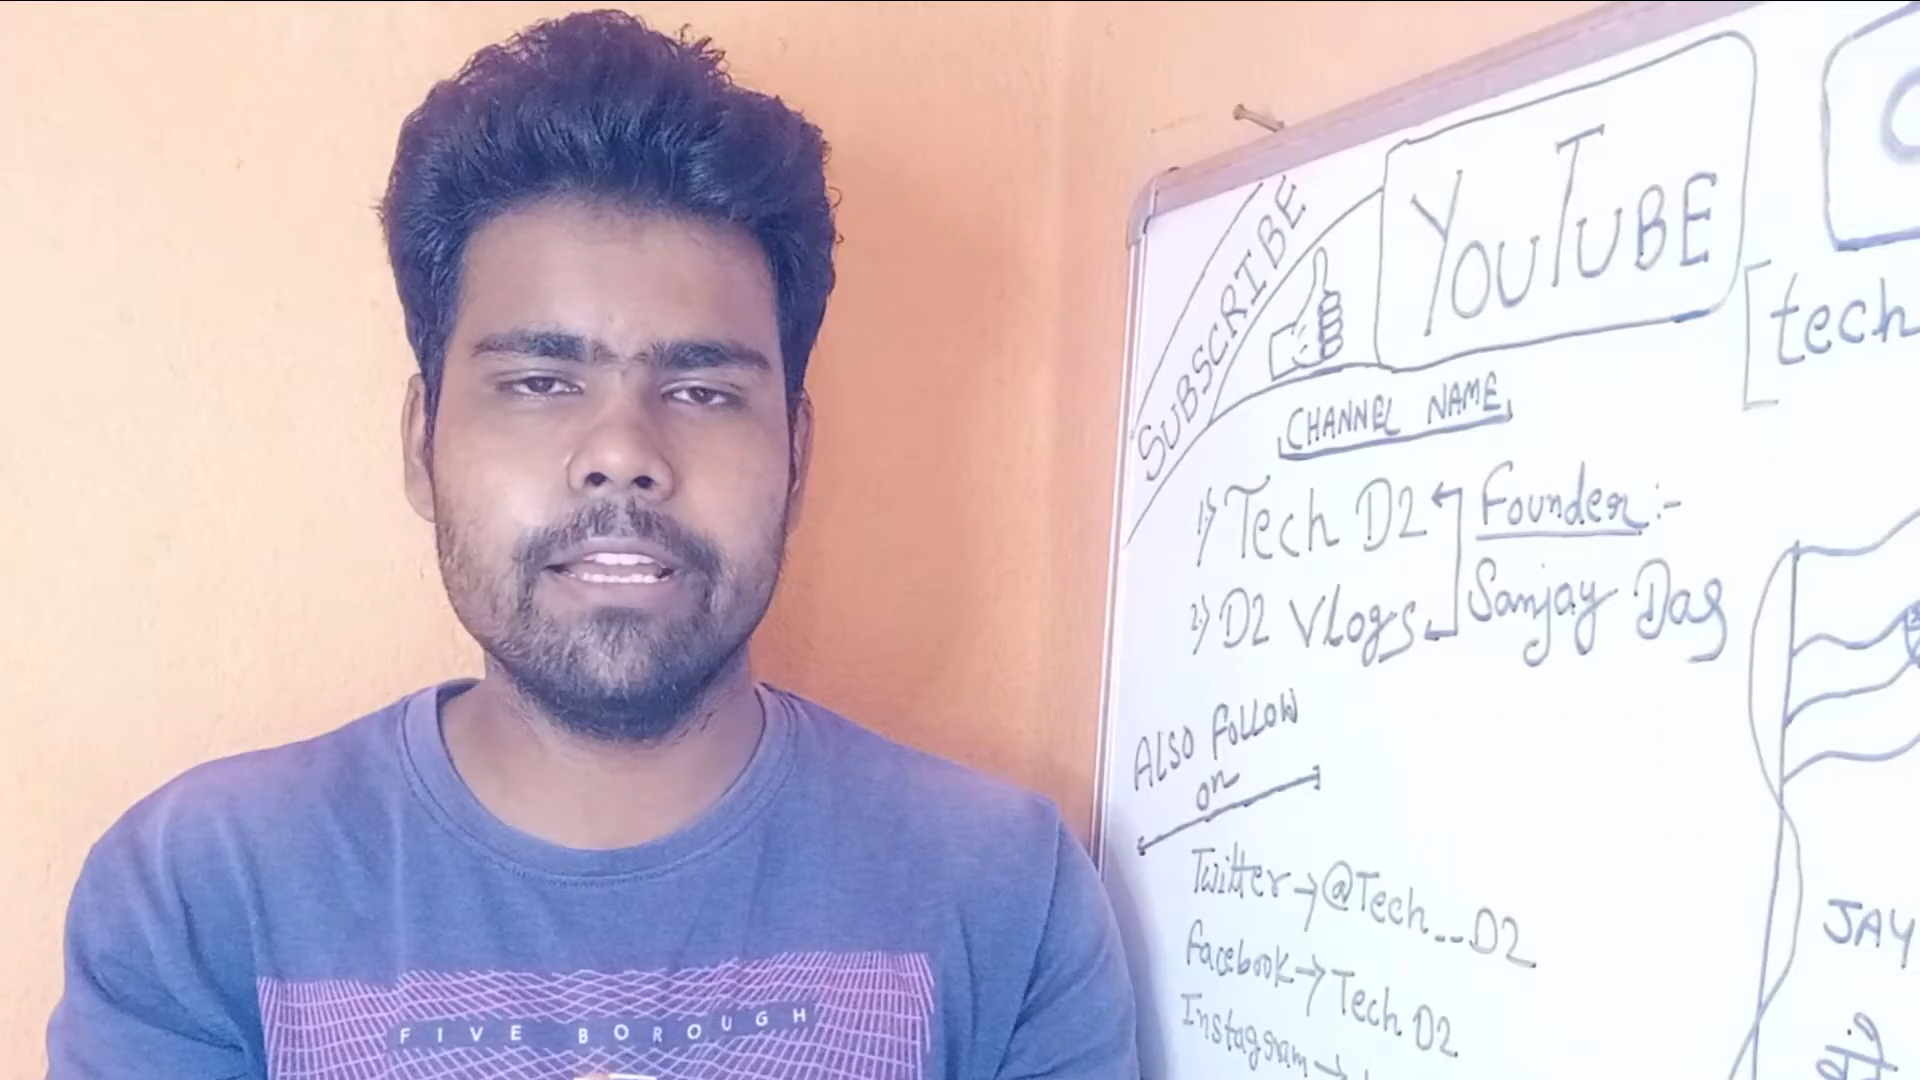 SUBSCRIBE
YOUTUBE
[tech
CHANNEL NAME
1.) Tech D2
Founder:-
2.) D2 Vlogs
Sanjay Das
ALSO FOLLOW
on
Twitter → @Tech__D2
Facebook → Tech D2
Instagram →
JAY
FIVE BOROUGH